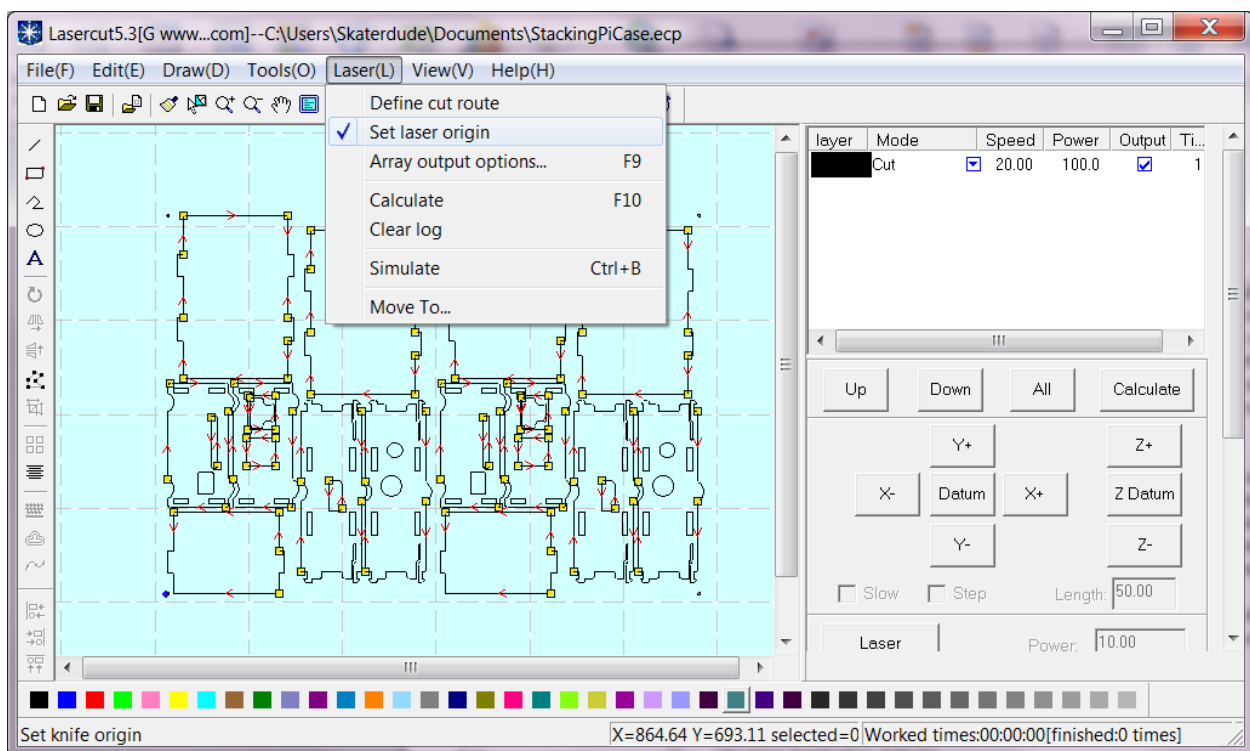 Lasercut5.3[G www...com]--C:\Users\Skaterdude\Documents\StackingPiCase.ecp
File(F) Edit(E) Draw(D) Tools(O) Laser(L) View(V) Help(H)
Define cut route
Set laser origin
Array output options... F9
Calculate F10
Clear log
Simulate Ctrl+B
Move To...
layer Mode Speed Power Output Ti...
Cut 20.00 100.0 1
A
Up Down All Calculate
Y+ Z+
X- Datum X+ Z Datum
Y- Z-
Slow Step Length: 50.00
Laser Power: 10.00
Set knife origin X=864.64 Y=693.11 selected=0 Worked times:00:00:00[finished:0 times]